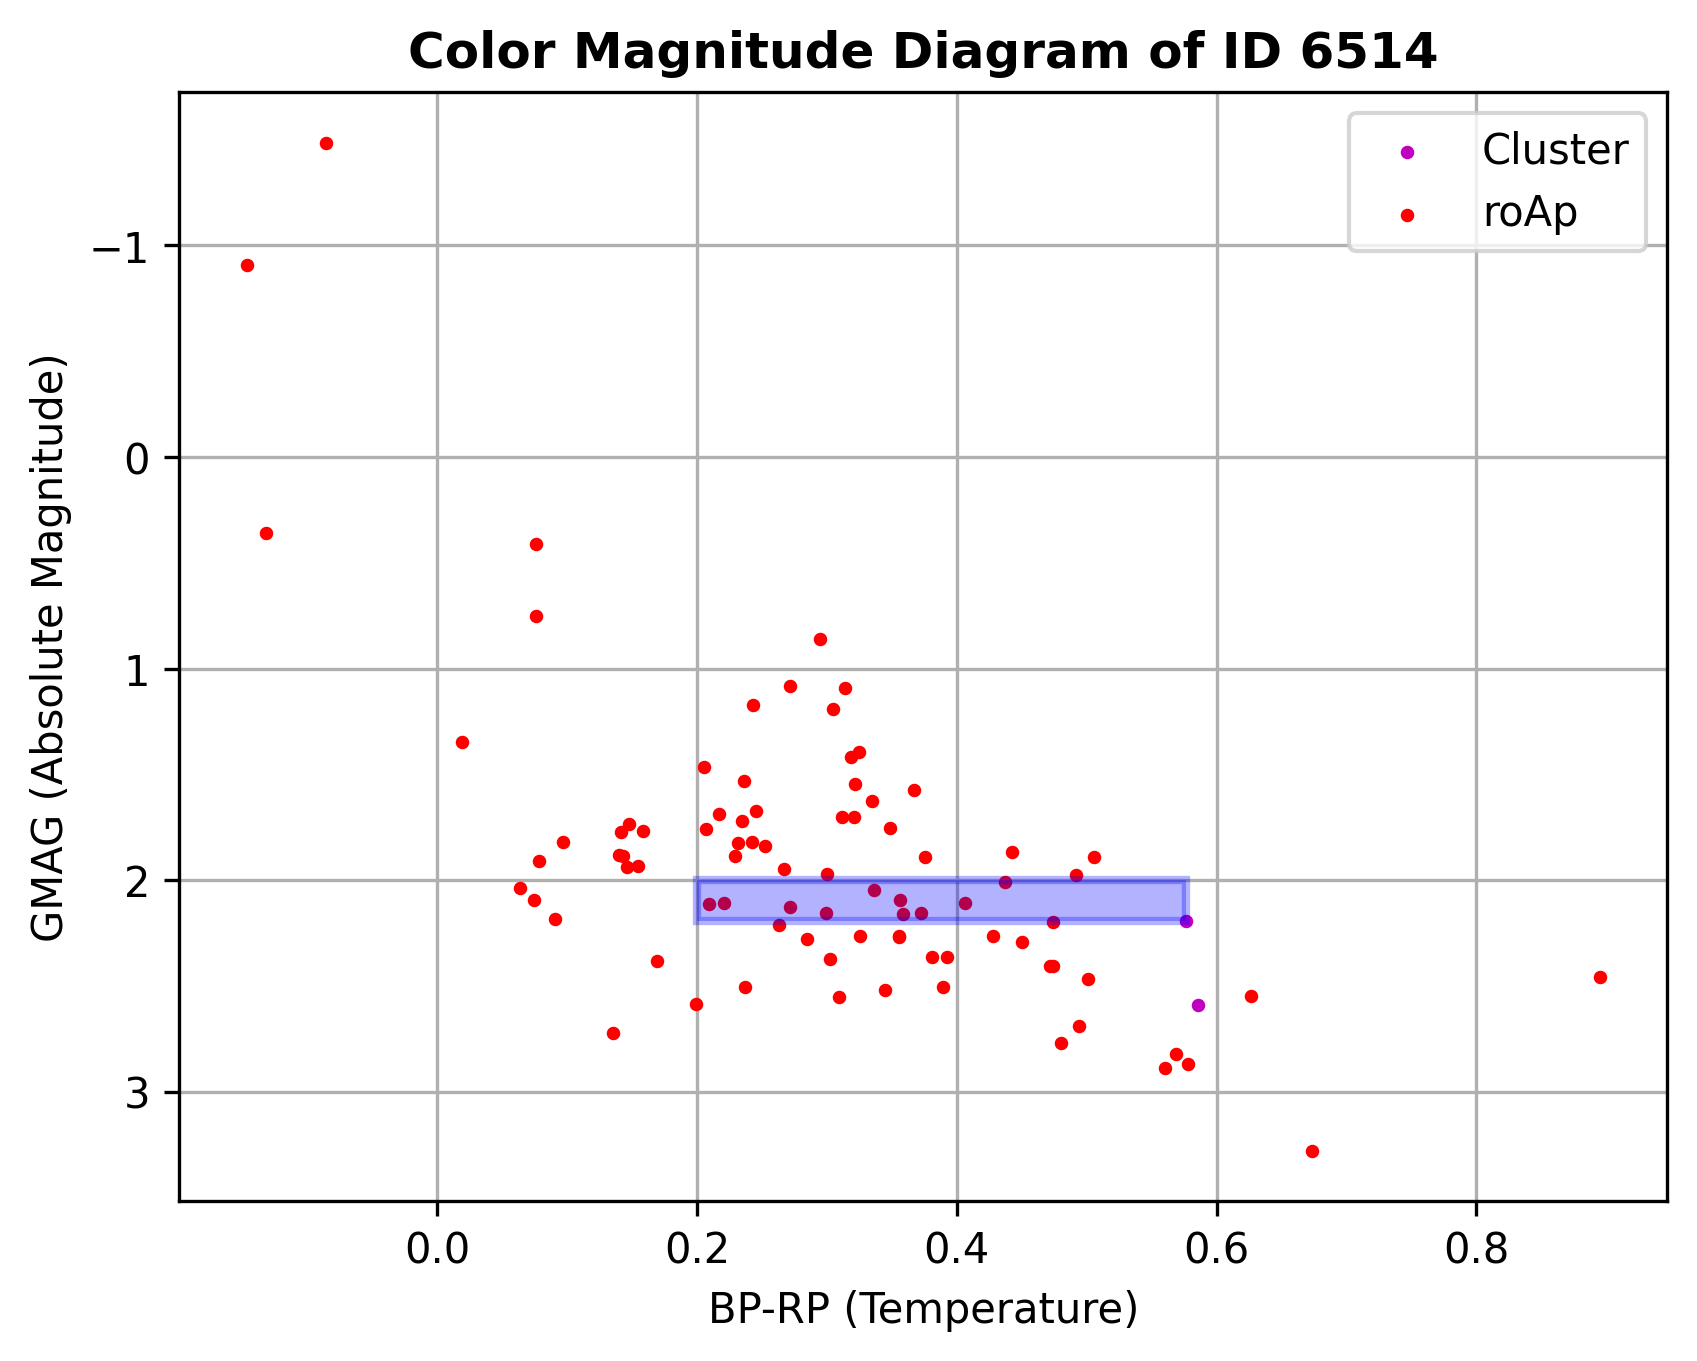 Color Magnitude Diagram of ID 6514
Cluster
roAp
GMAG (Absolute Magnitude)
−1
0
1
2
3
0.0 0.2 0.4 0.6 0.8
BP-RP (Temperature)